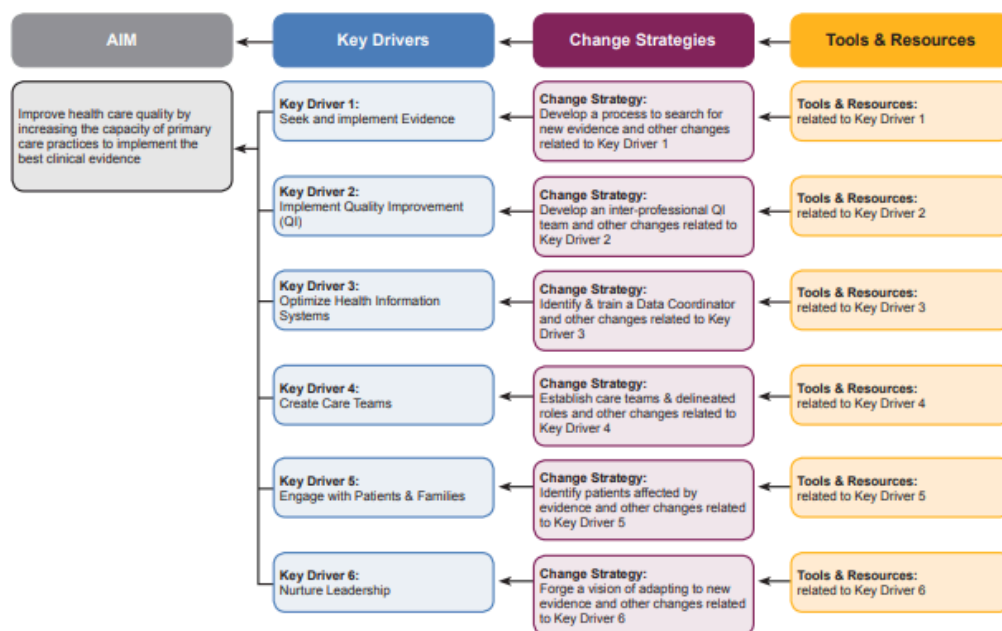 AIM
Key Drivers
Change Strategies
Tools & Resources
Improve health care quality by
increasing the capacity of primary
care practices to implement the
best clinical evidence
Key Driver 1:
Seek and implement Evidence
Change Strategy:
Develop a process to search for
new evidence and other changes
related to Key Driver 1
Tools & Resources:
related to Key Driver 1
Key Driver 2:
Implement Quality Improvement
(QI)
Change Strategy:
Develop an inter-professional QI
team and other changes related to
Key Driver 2
Tools & Resources:
related to Key Driver 2
Key Driver 3:
Optimize Health Information
Systems
Change Strategy:
Identify & train a Data Coordinator
and other changes related to Key
Driver 3
Tools & Resources:
related to Key Driver 3
Key Driver 4:
Create Care Teams
Change Strategy:
Establish care teams & delineated
roles and other changes related to
Key Driver 4
Tools & Resources:
related to Key Driver 4
Key Driver 5:
Engage with Patients & Families
Change Strategy:
Identify patients affected by
evidence and other changes related
to Key Driver 5
Tools & Resources:
related to Key Driver 5
Key Driver 6:
Nurture Leadership
Change Strategy:
Forge a vision of adapting to new
evidence and other changes related
to Key Driver 6
Tools & Resources:
related to Key Driver 6